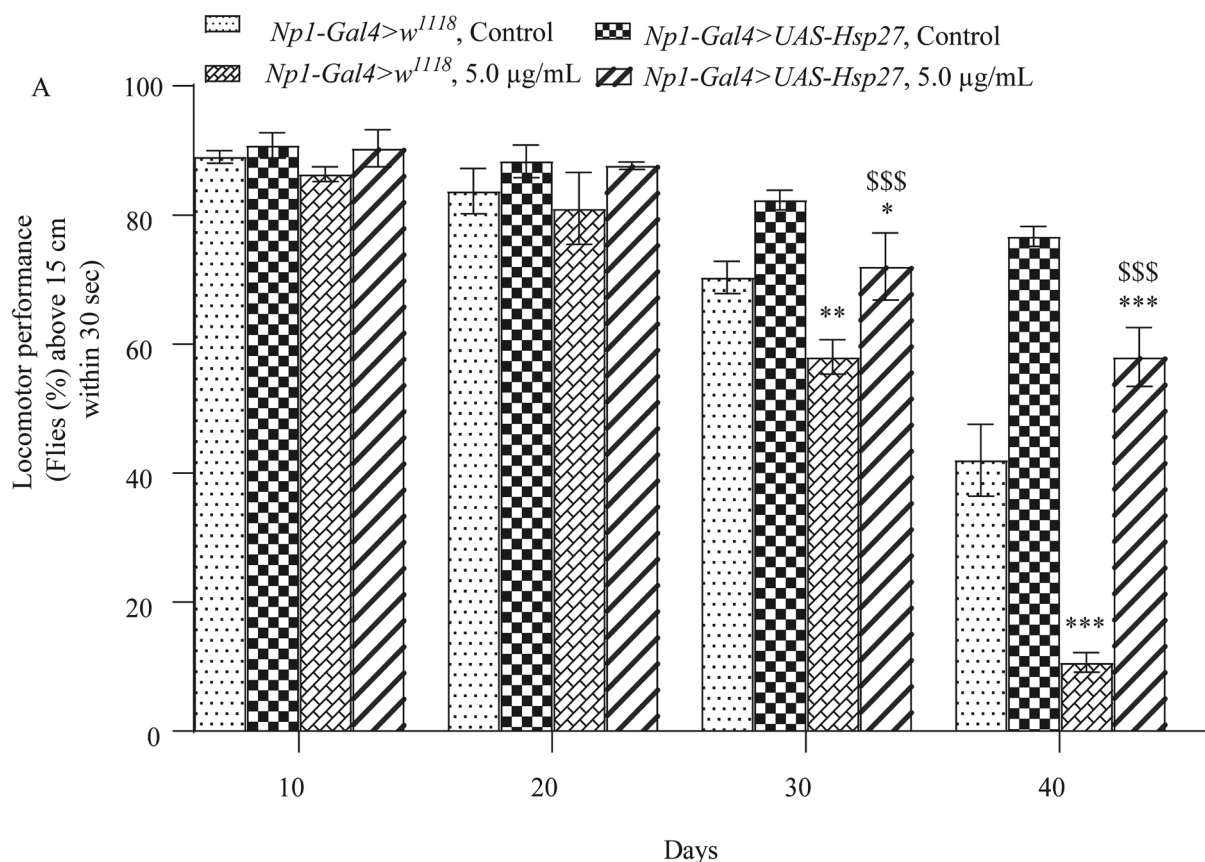 Np1-Gal4>w1118, Control
Np1-Gal4>UAS-Hsp27, Control
Np1-Gal4>w1118, 5.0 µg/mL
Np1-Gal4>UAS-Hsp27, 5.0 µg/mL
A
Locomotor performance
(Flies (%) above 15 cm
within 30 sec)
100
80
60
40
20
0
**
$$$
*
***
$$$
***
10
20
30
40
Days